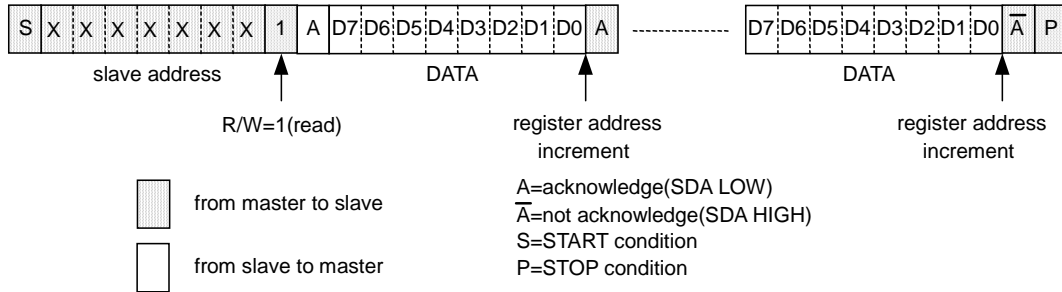 S X X X X X X X 1 A D7 D6 D5 D4 D3 D2 D1 D0 A D7 D6 D5 D4 D3 D2 D1 D0 A̅ P
slave address DATA DATA
R/W=1(read) register address increment register address increment
from master to slave
from slave to master
A=acknowledge(SDA LOW)
A̅=not acknowledge(SDA HIGH)
S=START condition
P=STOP condition